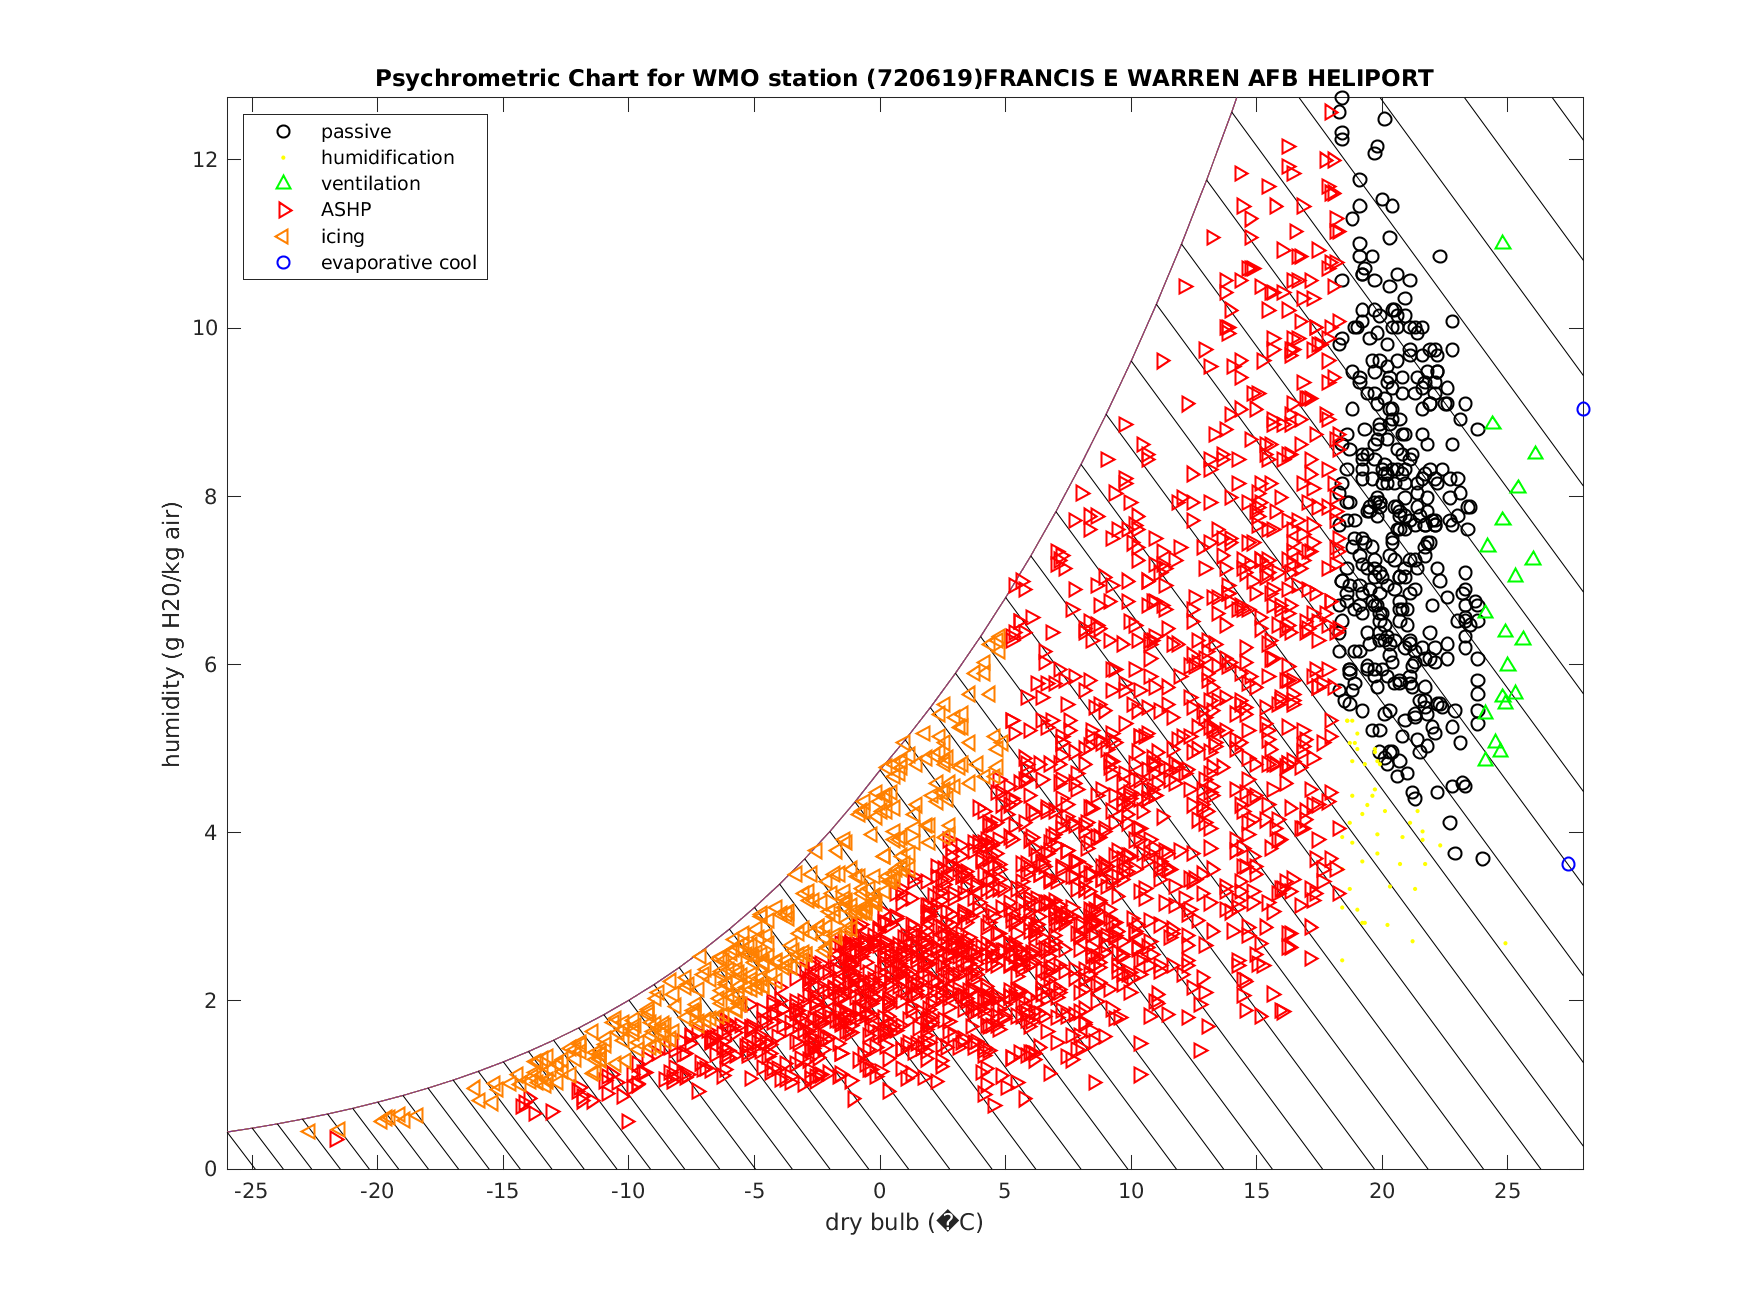 Psychrometric Chart for WMO station (720619)FRANCIS E WARREN AFB HELIPORT
passive
humidification
ventilation
ASHP
icing
evaporative cool
humidity (g H20/kg air)
12
10
8
6
4
2
0
-25 -20 -15 -10 -5 0 5 10 15 20 25
dry bulb (�C)